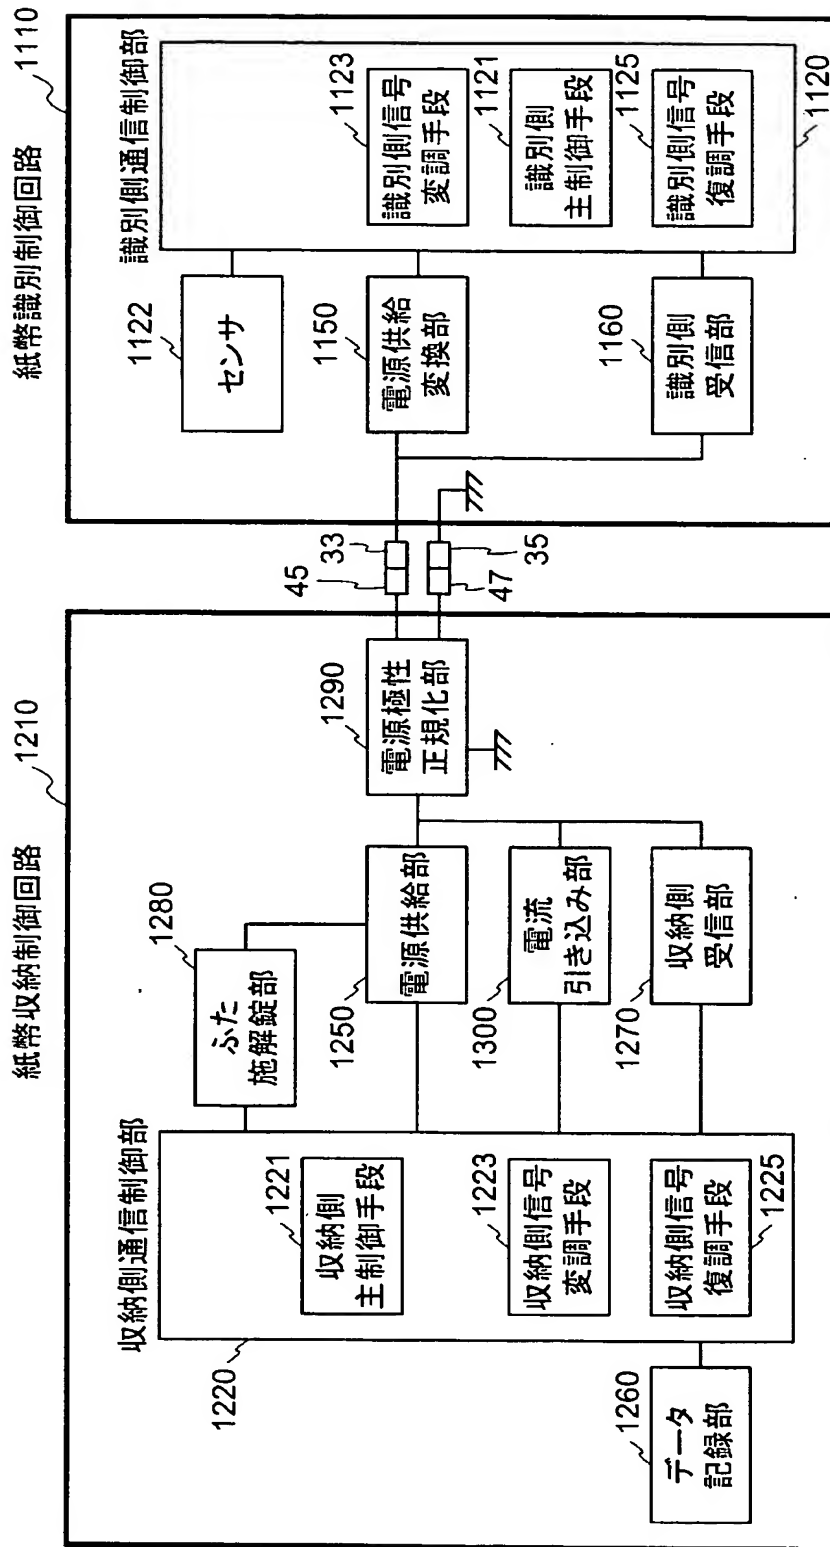 紙幣収納制御回路
1210
収納側通信制御部
1220
1221
収納側
主制御手段
1223
収納側信号
変調手段
1225
収納側信号
復調手段
1260
データ
記録部
1280
ふた
施解錠部
1250
電源供給部
1300
電流
引き込み部
1270
収納側
受信部
1290
電源極性
正規化部
45
33
47
35
紙幣識別制御回路
1110
識別側通信制御部
1120
1122
センサ
1150
電源供給
変換部
1160
識別側
受信部
1123
識別側信号
変調手段
1121
識別側
主制御手段
1125
識別側信号
復調手段